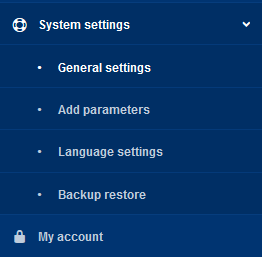 System settings
General settings
Add parameters
Language settings
Backup restore
My account